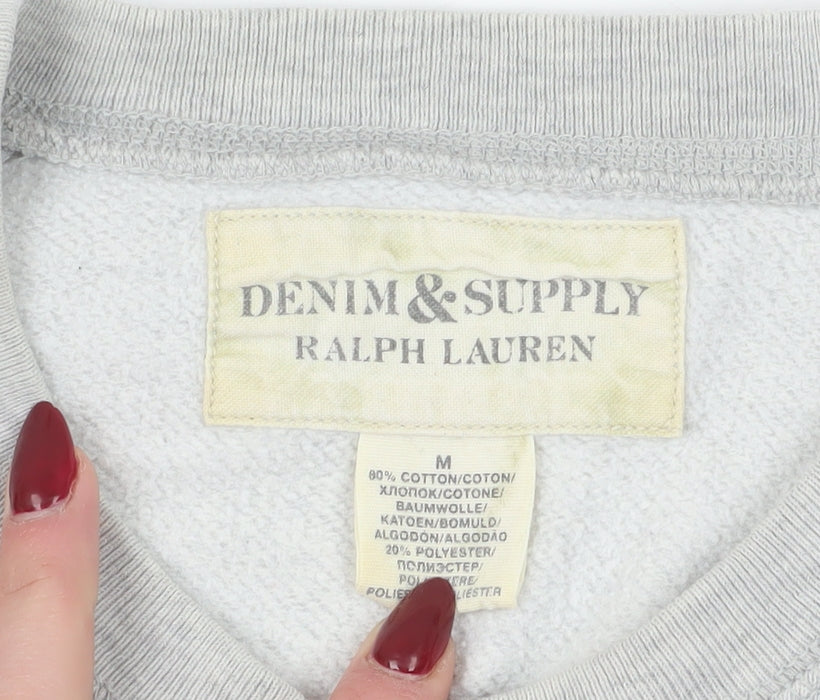 DENIM & SUPPLY
RALPH LAUREN
M
80% COTTON/COTON/
ХЛОПОК/COTONE/
BAUMWOLLE/
KATOEN/BOMULD/
ALGODÓN/ALGODÃO
20% POLYESTER/
ПОЛИЭСТЕР/